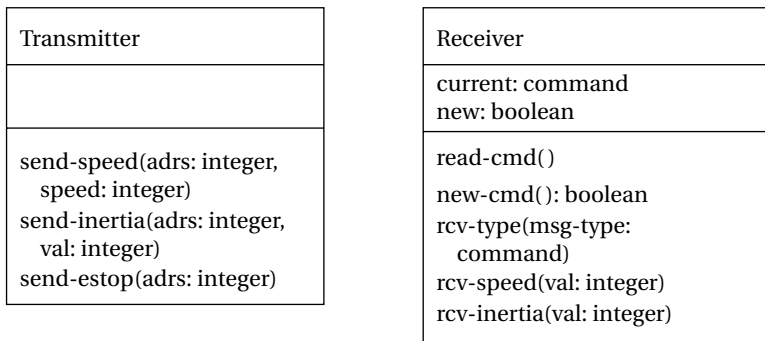 Transmitter
send-speed(adrs: integer,
speed: integer)
send-inertia(adrs: integer,
val: integer)
send-estop(adrs: integer)
Receiver
current: command
new: boolean
read-cmd()
new-cmd(): boolean
rcv-type(msg-type:
command)
rcv-speed(val: integer)
rcv-inertia(val: integer)